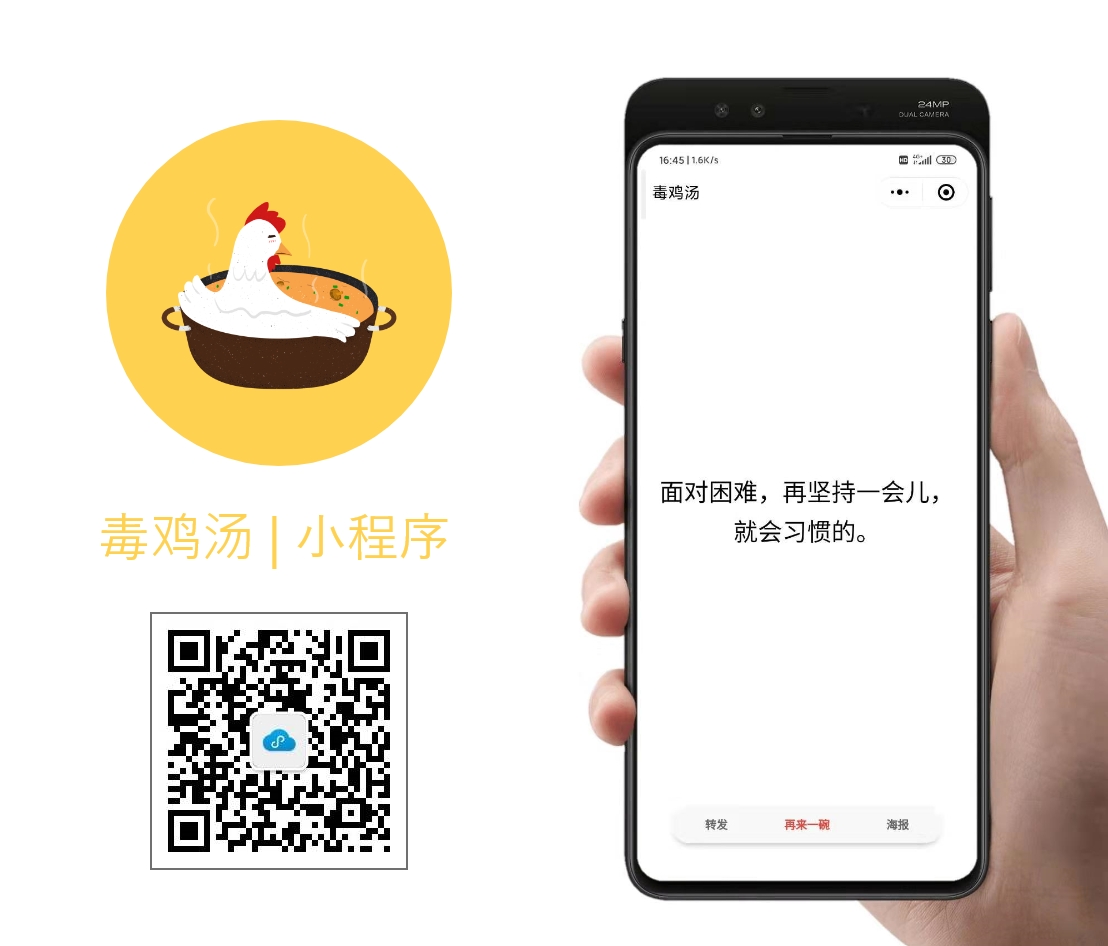 毒鸡汤 | 小程序
24MP
DUAL CAMERA
16:45 | 1.6K/s
HD 4G+ 30
毒鸡汤
面对困难，再坚持一会儿，
就会习惯的。
转发 再来一碗 海报